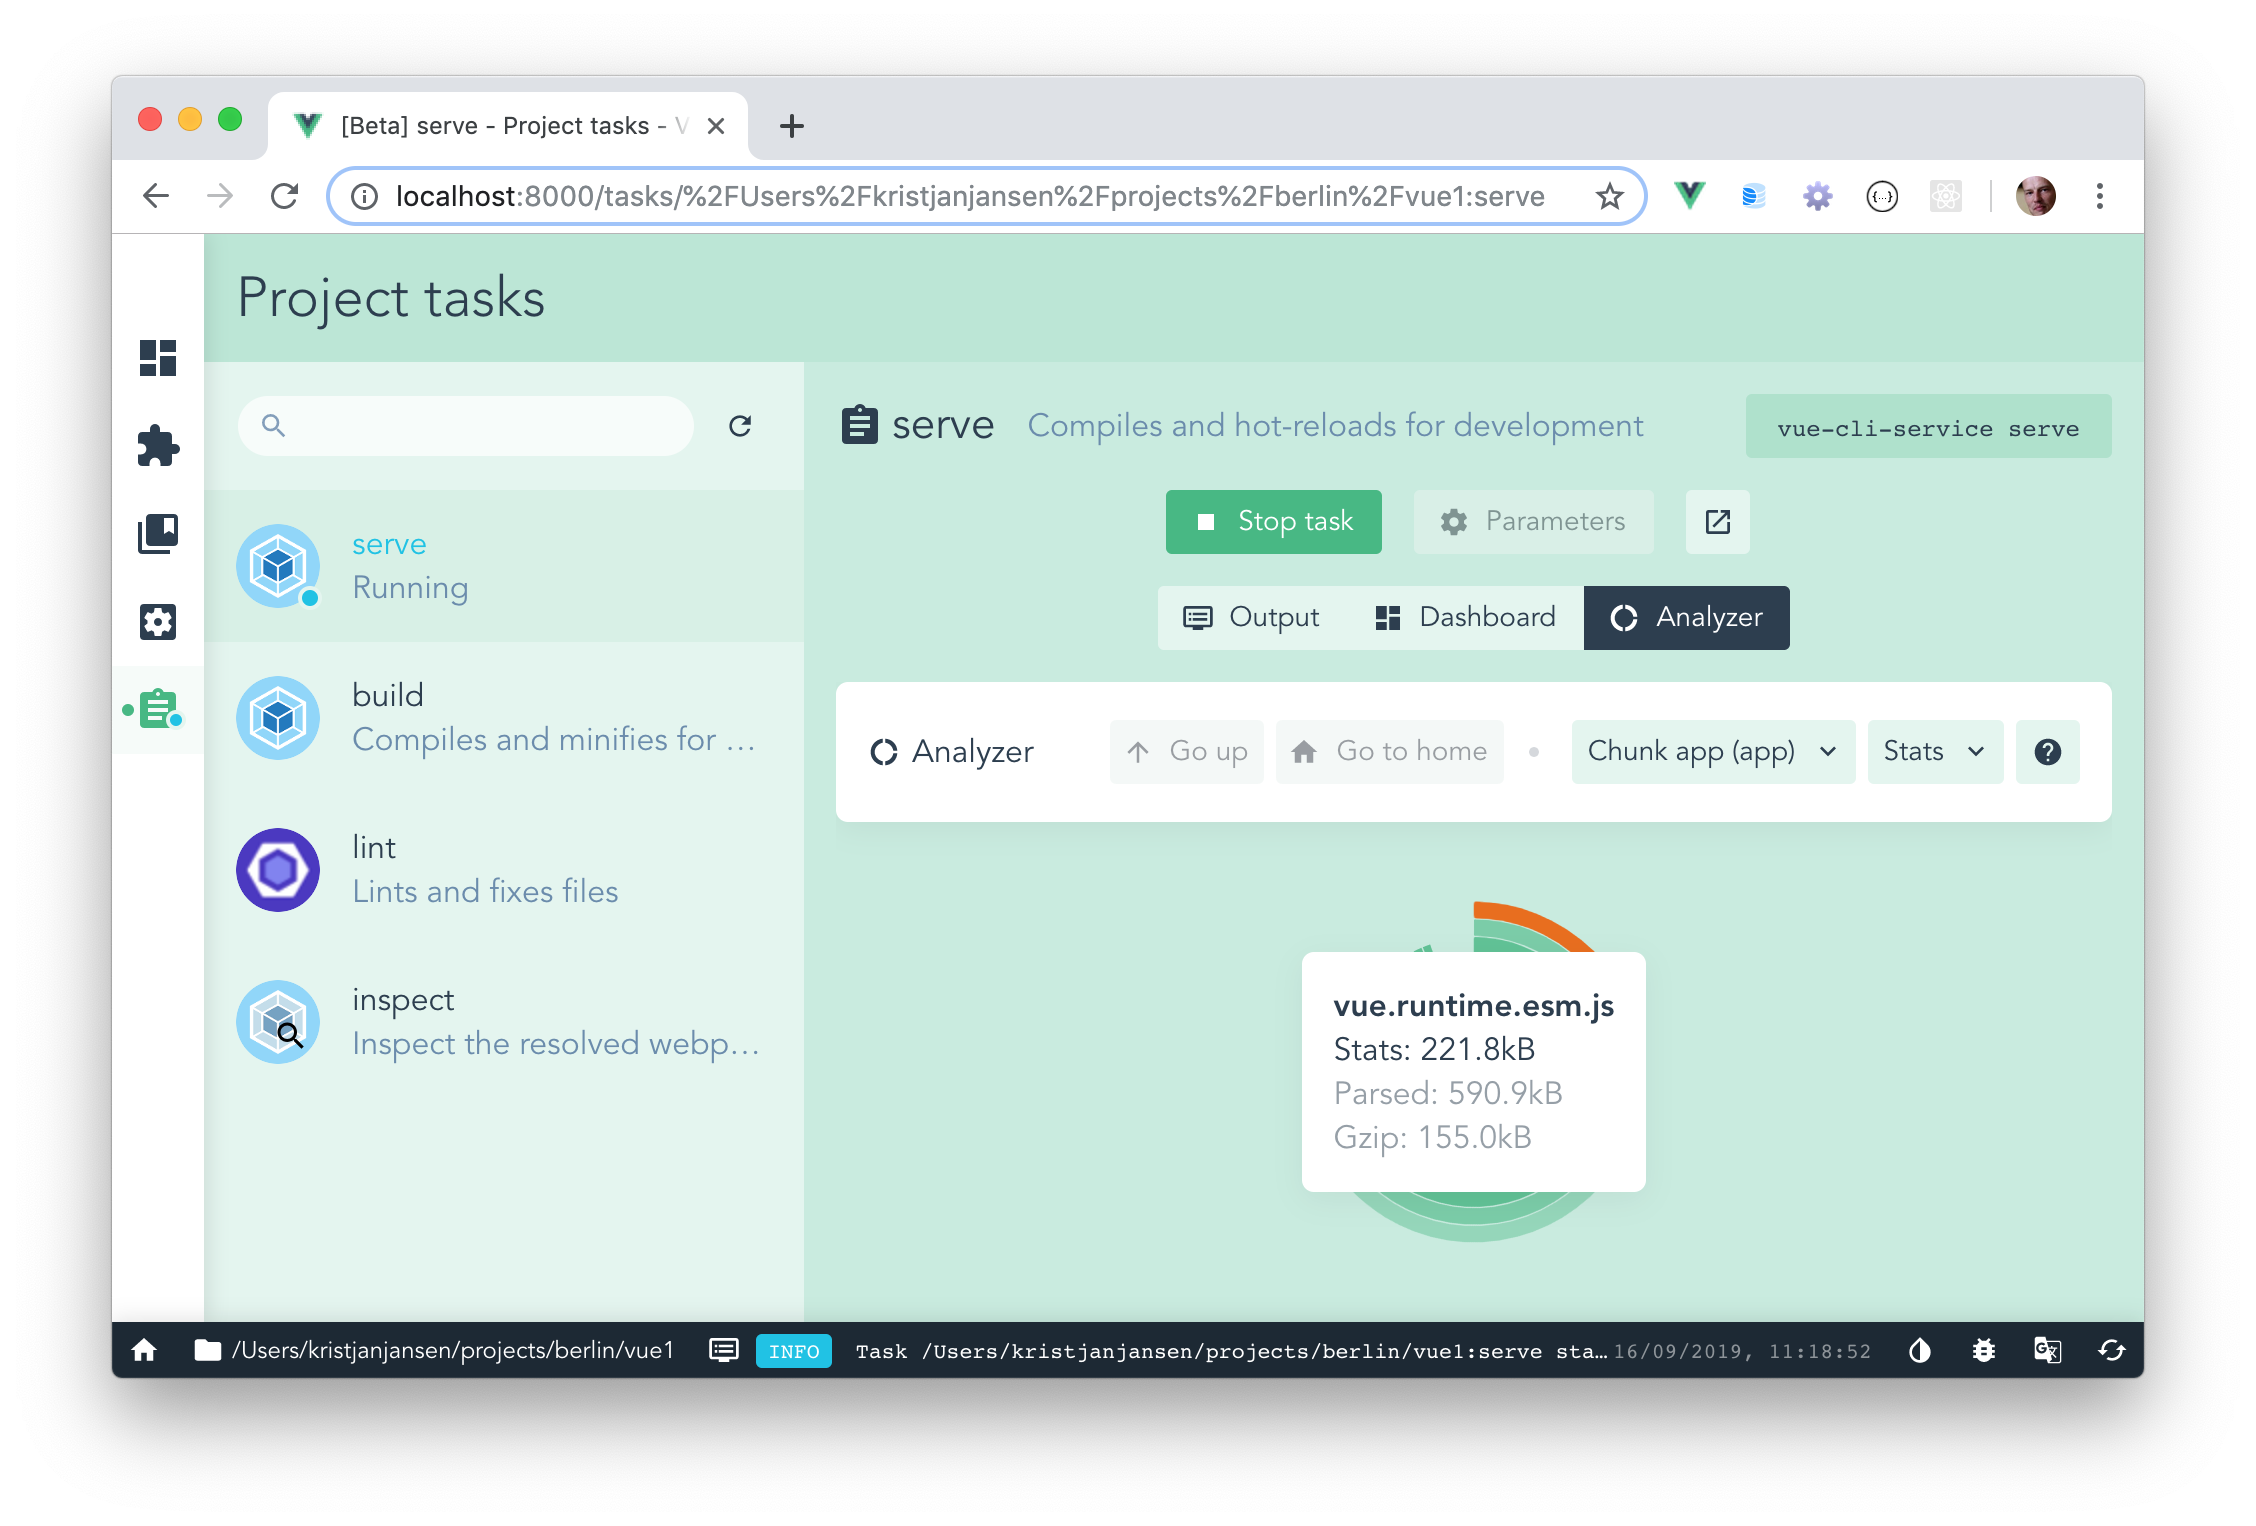 [Beta] serve - Project tasks - V
localhost:8000/tasks/%2FUsers%2Fkristjanjansen%2Fprojects%2Fberlin%2Fvue1:serve
{...}
Project tasks
serve
Running
build
Compiles and minifies for …
lint
Lints and fixes files
inspect
Inspect the resolved webp…
serve Compiles and hot-reloads for development vue-cli-service serve
Stop task Parameters
Output Dashboard Analyzer
Analyzer Go up Go to home Chunk app (app) Stats ?
vue.runtime.esm.js
Stats: 221.8kB
Parsed: 590.9kB
Gzip: 155.0kB
/Users/kristjanjansen/projects/berlin/vue1 INFO Task /Users/kristjanjansen/projects/berlin/vue1:serve sta… 16/09/2019, 11:18:52